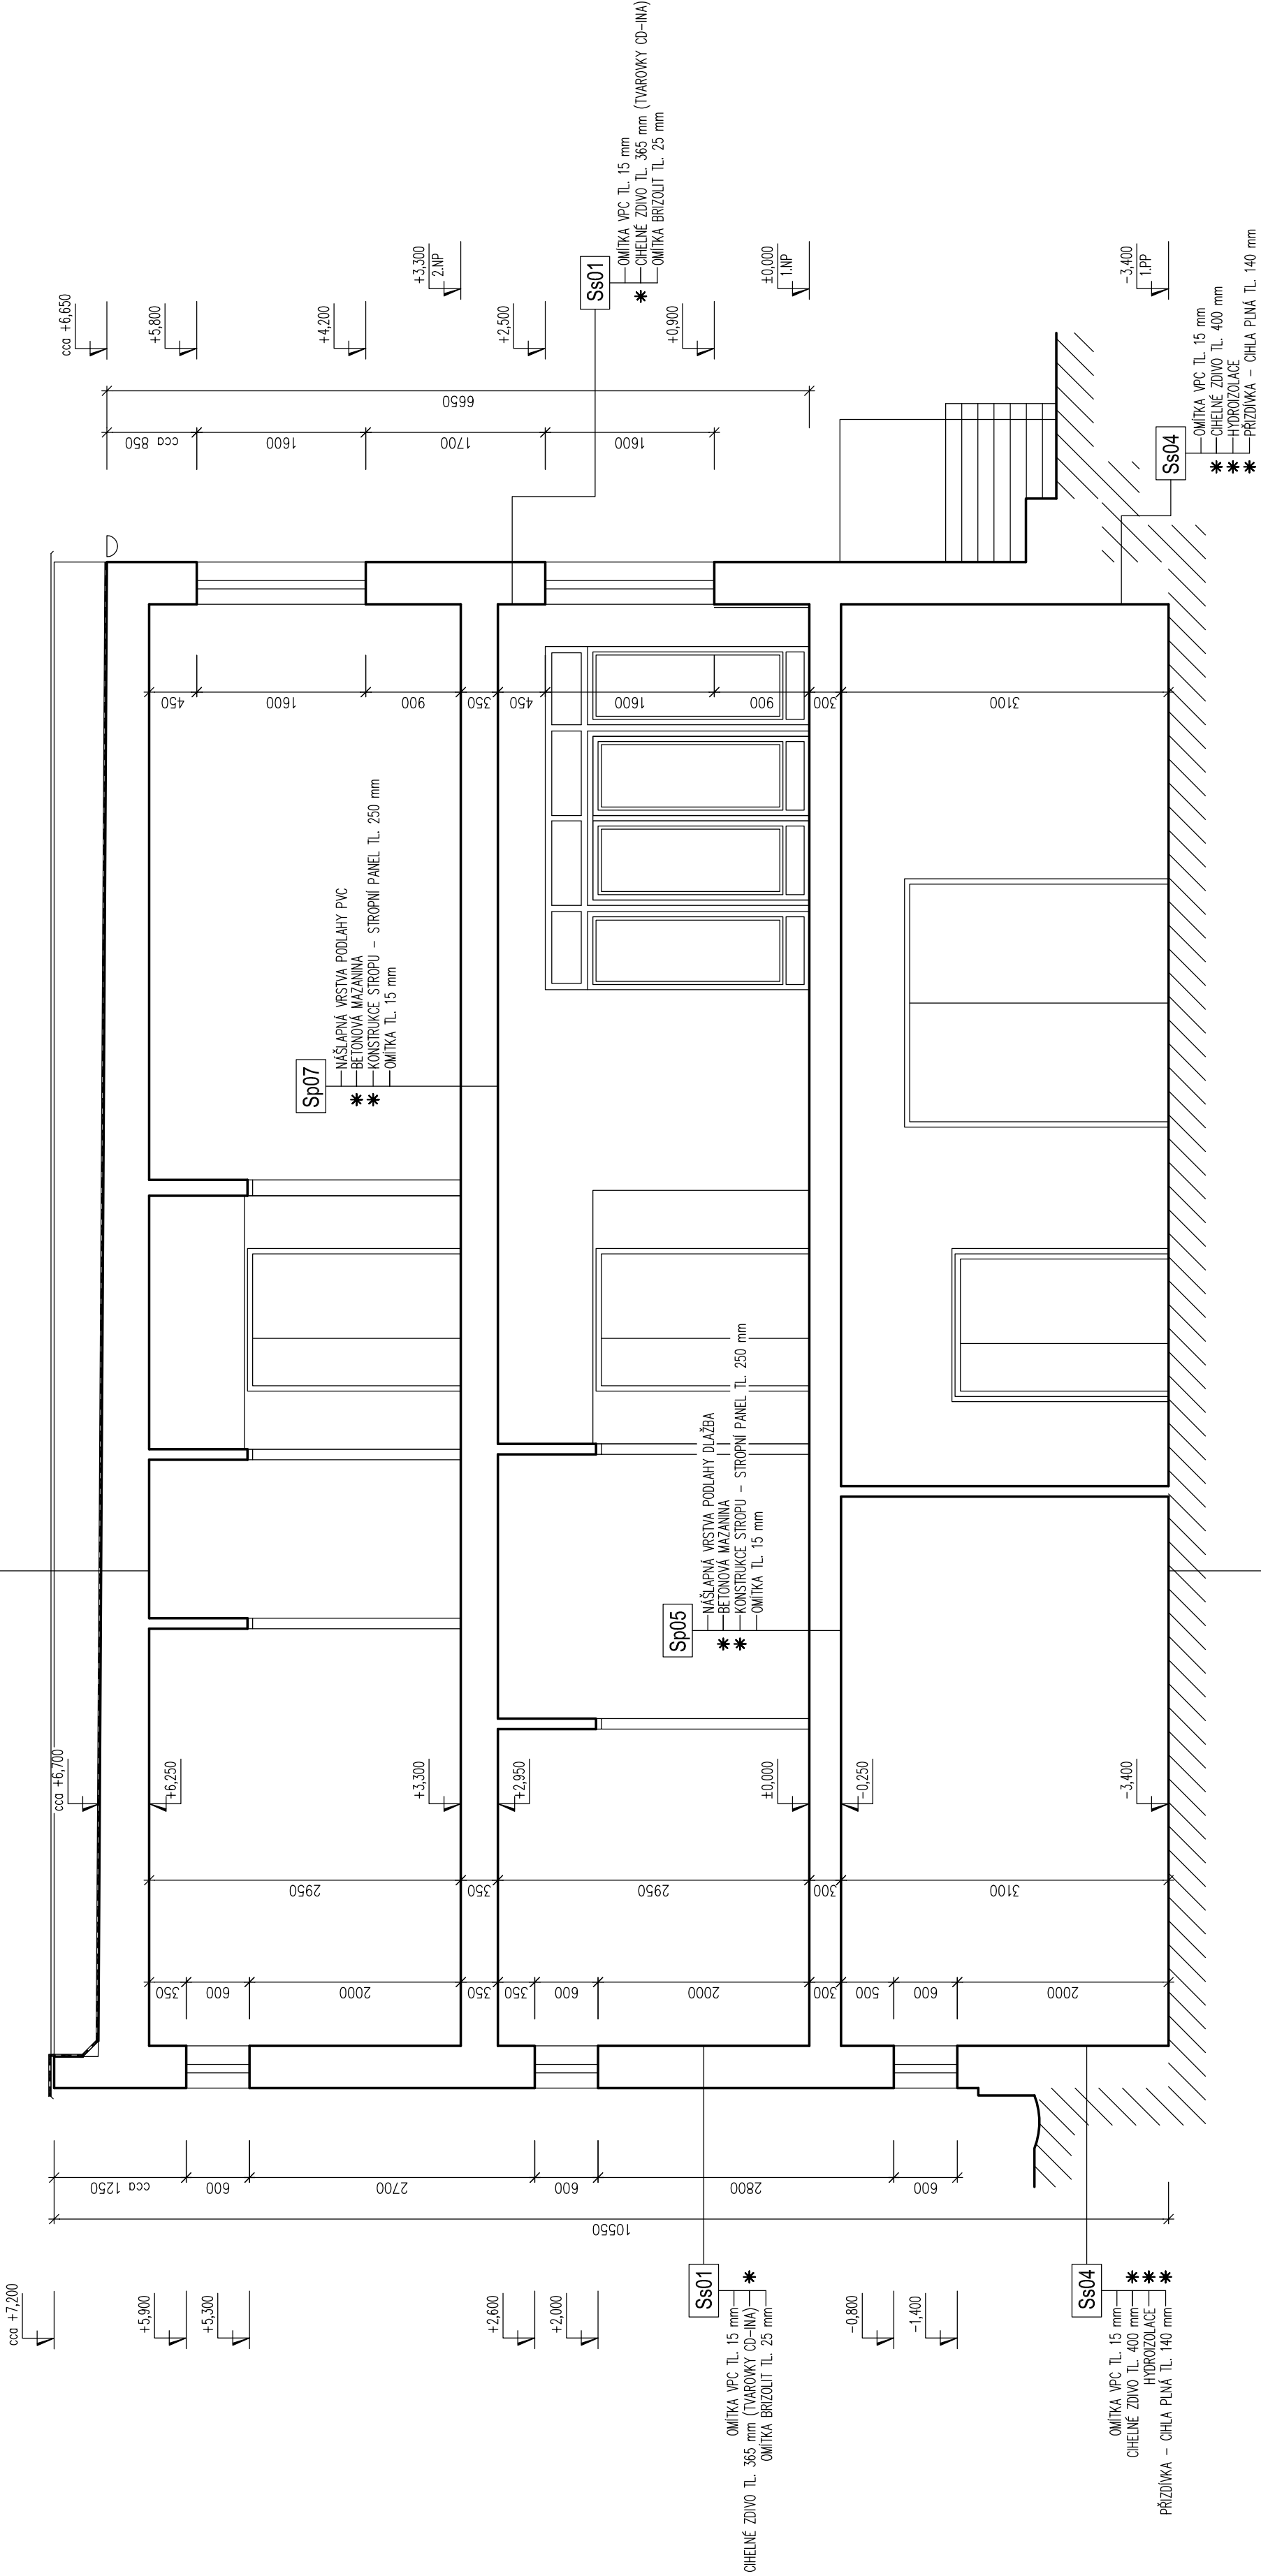 cca +7,200
+5,900
+5,300
+2,600
+2,000
-0,800
-1,400
cca 1250
600
2700
600
2800
600
10550
Ss01
OMÍTKA VPC TL. 15 mm
CIHELNÉ ZDIVO TL. 365 mm (TVAROVKY CD-INA)
OMÍTKA BRIZOLIT TL. 25 mm
Ss04
OMÍTKA VPC TL. 15 mm
CIHELNÉ ZDIVO TL. 400 mm
HYDROIZOLACE
PŘIZDÍVKA - CIHLA PLNÁ TL. 140 mm
350
600
2000
350
350
600
2000
300
500
600
2000
2950
350
2950
300
3100
cca +6,700
+6,250
+3,300
+2,950
±0,000
-0,250
-3,400
Sp05
NÁŠLAPNÁ VRSTVA PODLAHY DLAŽBA
BETONOVÁ MAZANINA
KONSTRUKCE STROPU - STROPNÍ PANEL TL. 250 mm
OMÍTKA TL. 15 mm
Sp07
NÁŠLAPNÁ VRSTVA PODLAHY PVC
BETONOVÁ MAZANINA
KONSTRUKCE STROPU - STROPNÍ PANEL TL. 250 mm
OMÍTKA TL. 15 mm
450
1600
900
350
450
1600
900
300
3100
cca 850
1600
1700
1600
6650
cca +6,650
+5,800
+4,200
+3,300
2.NP
+2,500
+0,900
±0,000
1.NP
-3,400
1.PP
Ss01
OMÍTKA VPC TL. 15 mm
CIHELNÉ ZDIVO TL. 365 mm (TVAROVKY CD-INA)
OMÍTKA BRIZOLIT TL. 25 mm
Ss04
OMÍTKA VPC TL. 15 mm
CIHELNÉ ZDIVO TL. 400 mm
HYDROIZOLACE
PŘIZDÍVKA - CIHLA PLNÁ TL. 140 mm